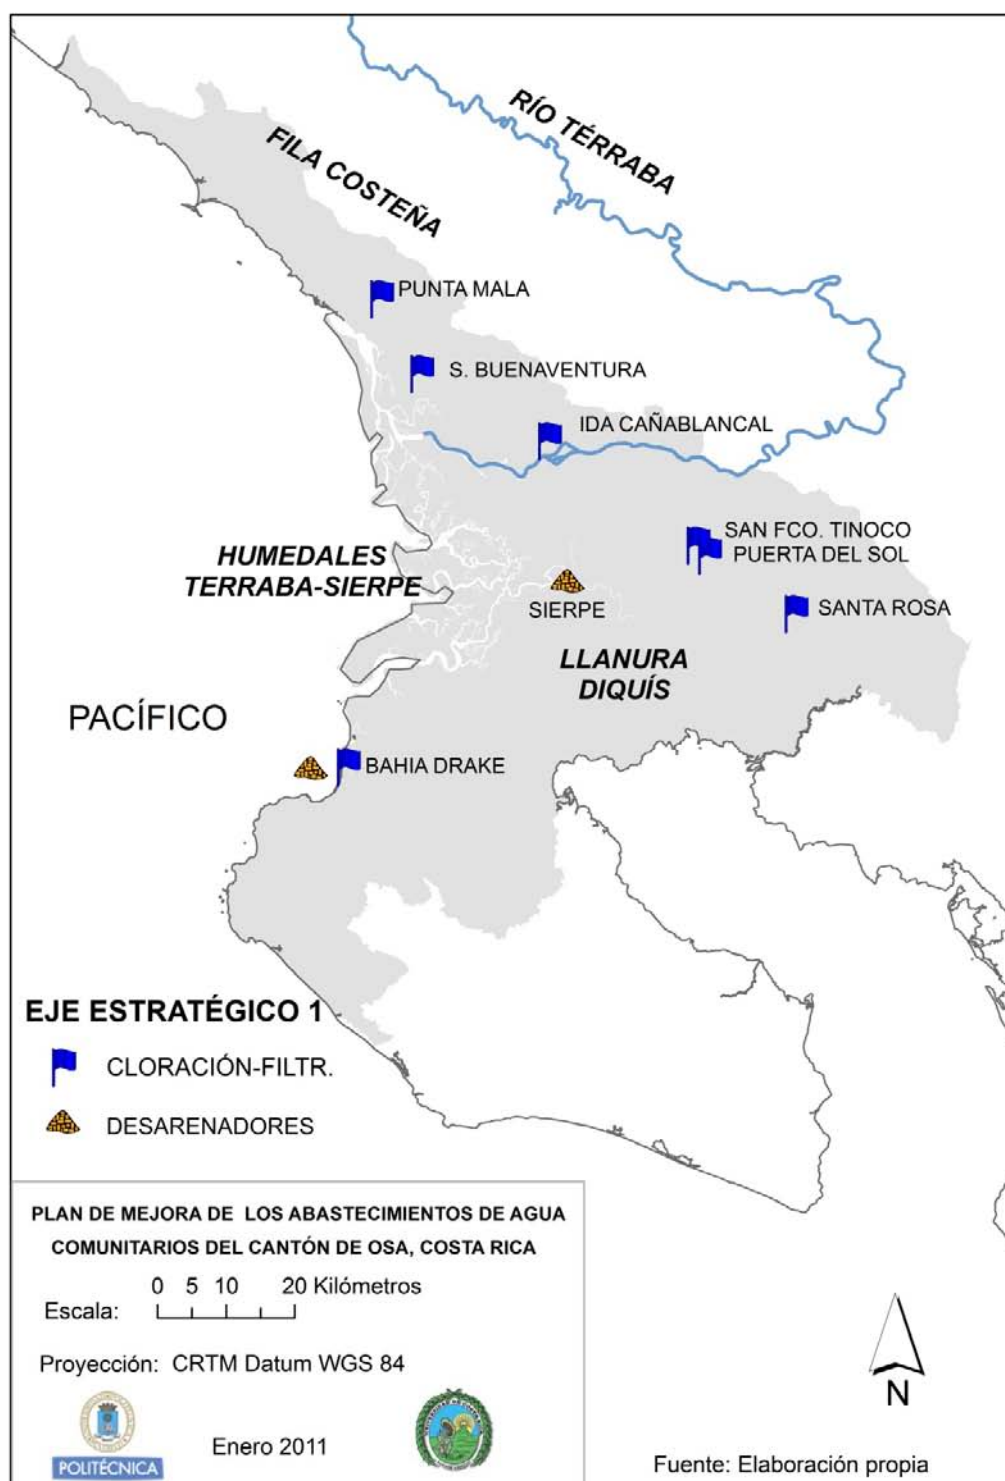 RÍO TÉRRABA
FILA COSTEÑA
PUNTA MALA
S. BUENAVENTURA
IDA CAÑABLANCAL
SAN FCO. TINOCO
PUERTA DEL SOL
HUMEDALES
TERRABA-SIERPE
SIERPE
SANTA ROSA
LLANURA
DIQUÍS
PACÍFICO
BAHIA DRAKE
EJE ESTRATÉGICO 1
CLORACIÓN-FILTR.
DESARENADORES
PLAN DE MEJORA DE LOS ABASTECIMIENTOS DE AGUA
COMUNITARIOS DEL CANTÓN DE OSA, COSTA RICA
0 5 10 20 Kilómetros
Escala:
Proyección: CRTM Datum WGS 84
POLITÉCNICA
Enero 2011
N
Fuente: Elaboración propia